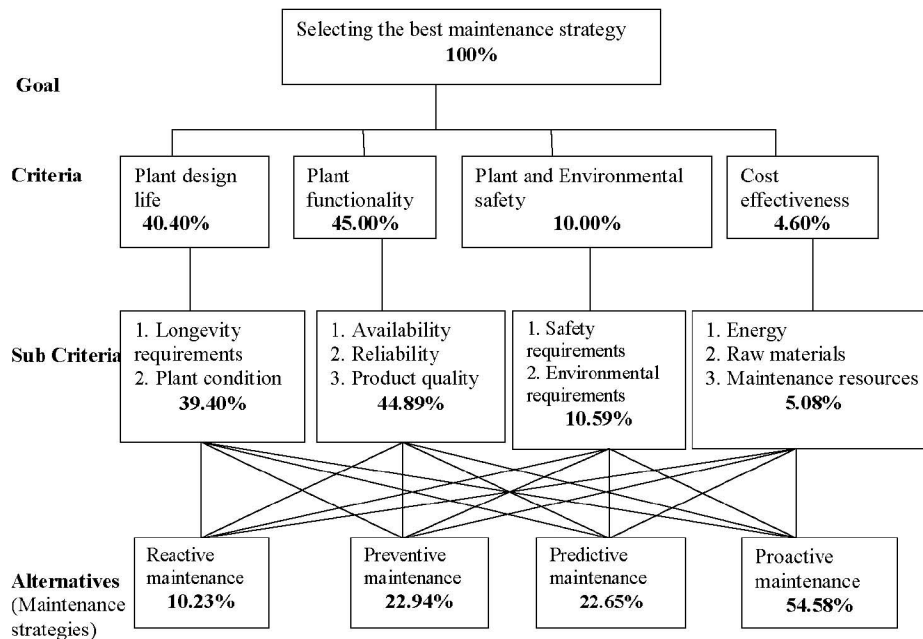 Selecting the best maintenance strategy
100%
Goal
Criteria
Plant design
life
40.40%
Plant
functionality
45.00%
Plant and Environmental
safety
10.00%
Cost
effectiveness
4.60%
Sub Criteria
1. Longevity
requirements
2. Plant condition
39.40%
1. Availability
2. Reliability
3. Product quality
44.89%
1. Safety
requirements
2. Environmental
requirements
10.59%
1. Energy
2. Raw materials
3. Maintenance resources
5.08%
Alternatives
(Maintenance
strategies)
Reactive
maintenance
10.23%
Preventive
maintenance
22.94%
Predictive
maintenance
22.65%
Proactive
maintenance
54.58%